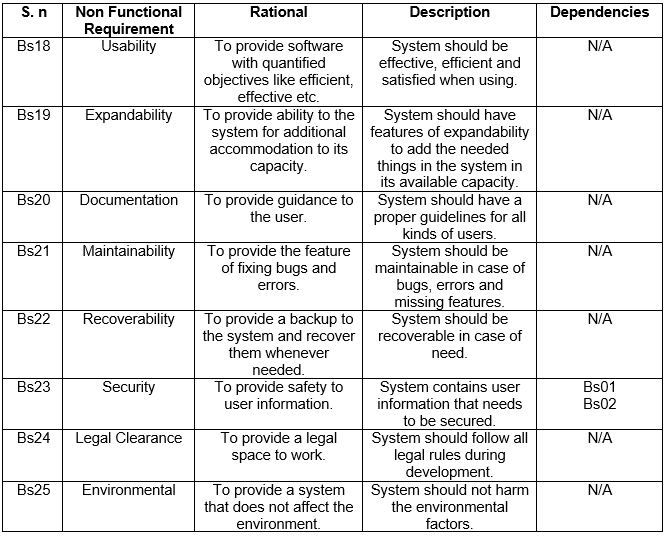 S. n Non Functional Requirement Rational Description Dependencies
Bs18 Usability To provide software with quantified objectives like efficient, effective etc. System should be effective, efficient and satisfied when using. N/A
Bs19 Expandability To provide ability to the system for additional accommodation to its capacity. System should have features of expandability to add the needed things in the system in its available capacity. N/A
Bs20 Documentation To provide guidance to the user. System should have a proper guidelines for all kinds of users. N/A
Bs21 Maintainability To provide the feature of fixing bugs and errors. System should be maintainable in case of bugs, errors and missing features. N/A
Bs22 Recoverability To provide a backup to the system and recover them whenever needed. System should be recoverable in case of need. N/A
Bs23 Security To provide safety to user information. System contains user information that needs to be secured. Bs01 Bs02
Bs24 Legal Clearance To provide a legal space to work. System should follow all legal rules during development. N/A
Bs25 Environmental To provide a system that does not affect the environment. System should not harm the environmental factors. N/A